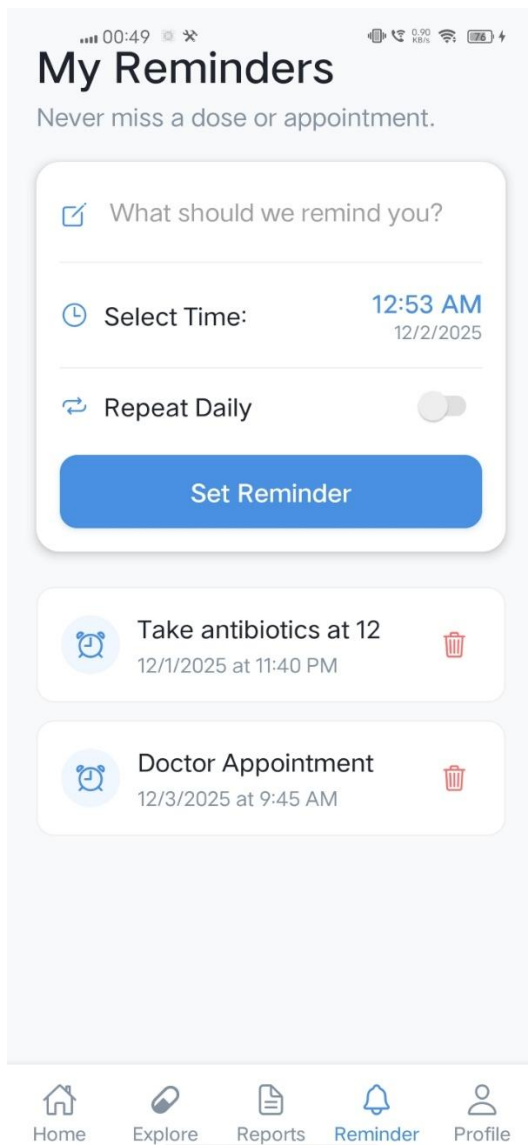 00:49
0.90
KB/s
76
My Reminders
Never miss a dose or appointment.
What should we remind you?
Select Time:
12:53 AM
12/2/2025
Repeat Daily
Set Reminder
Take antibiotics at 12
12/1/2025 at 11:40 PM
Doctor Appointment
12/3/2025 at 9:45 AM
Home
Explore
Reports
Reminder
Profile